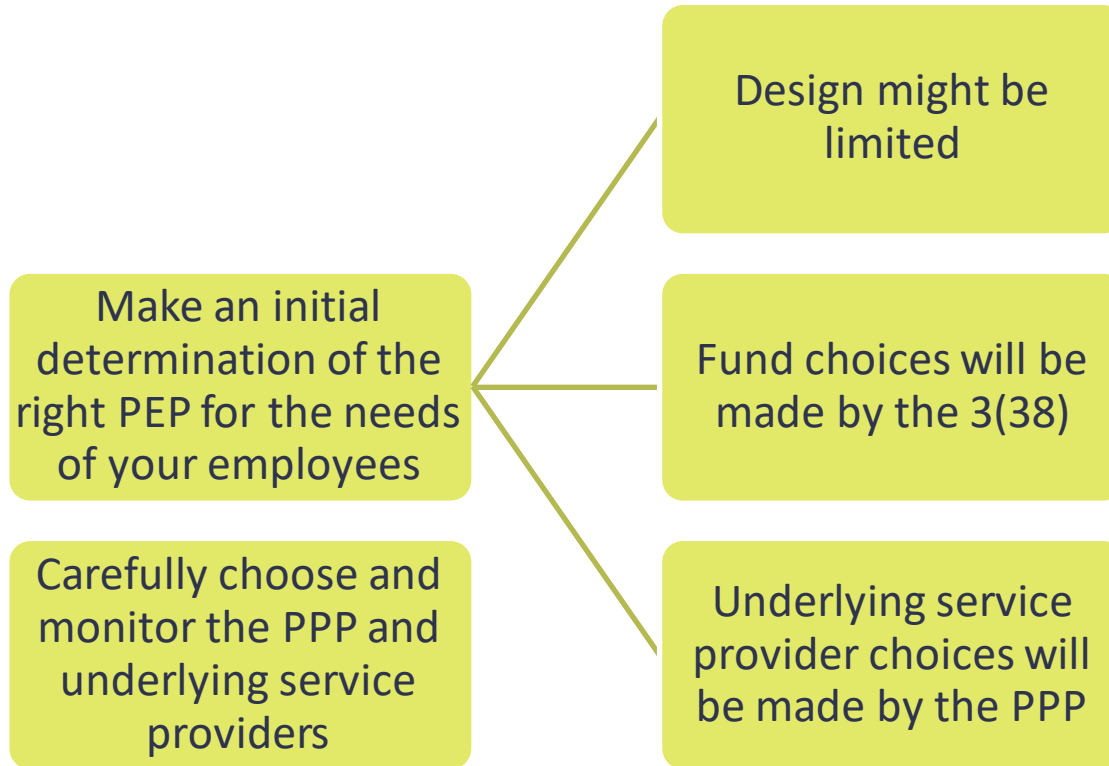 Make an initial
determination of the
right PEP for the needs
of your employees
Design might be
limited
Fund choices will be
made by the 3(38)
Underlying service
provider choices will
be made by the PPP
Carefully choose and
monitor the PPP and
underlying service
providers